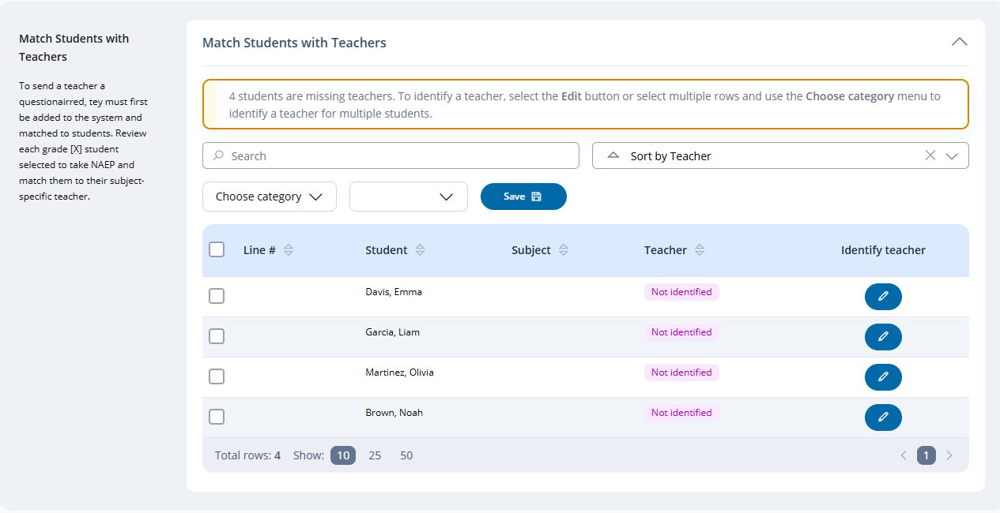 Match Students with
Teachers
To send a teacher a
questionairred, tey must first
be added to the system and
matched to students. Review
each grade [X] student
selected to take NAEP and
match them to their subject-
specific teacher.
Match Students with Teachers
4 students are missing teachers. To identify a teacher, select the Edit button or select multiple rows and use the Choose category menu to
identify a teacher for multiple students.
Search
Sort by Teacher
Choose category
Save
Line # Student Subject Teacher Identify teacher
Davis, Emma Not identified
Garcia, Liam Not identified
Martinez, Olivia Not identified
Brown, Noah Not identified
Total rows: 4 Show: 10 25 50 1